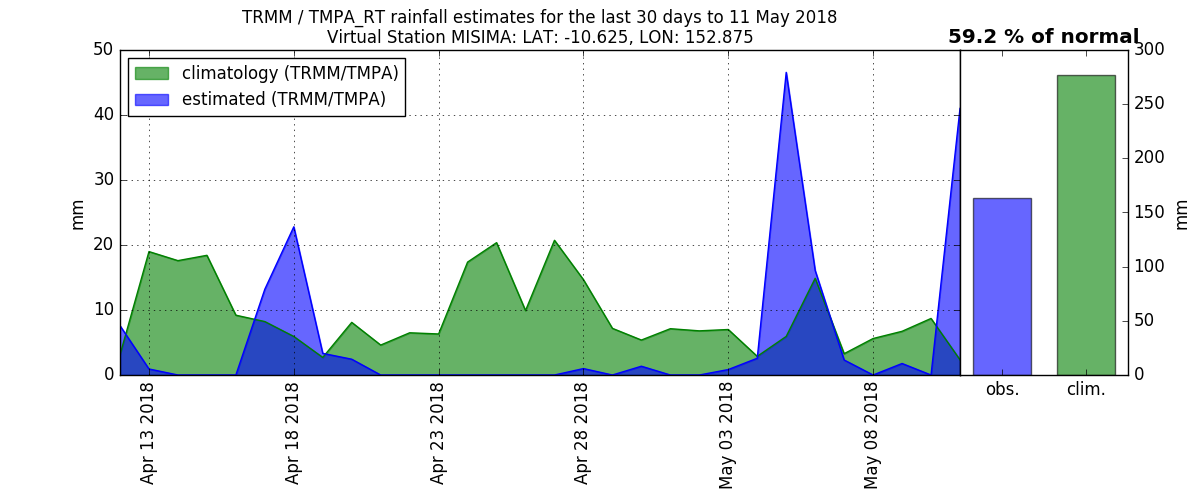 TRMM / TMPA_RT rainfall estimates for the last 30 days to 11 May 2018
Virtual Station MISIMA: LAT: -10.625, LON: 152.875
59.2 % of normal
climatology (TRMM/TMPA)
estimated (TRMM/TMPA)
50
40
30
20
10
0
mm
Apr 13 2018
Apr 18 2018
Apr 23 2018
Apr 28 2018
May 03 2018
May 08 2018
obs.
clim.
300
250
200
150
100
50
0
mm